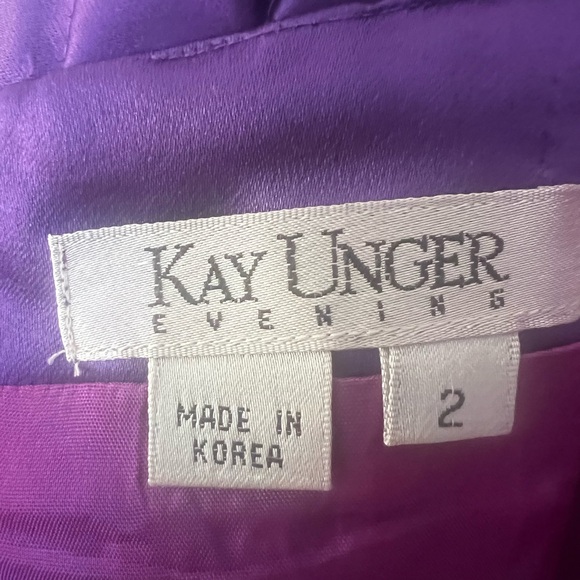 KAY UNGER
EVENING
MADE IN
KOREA
2